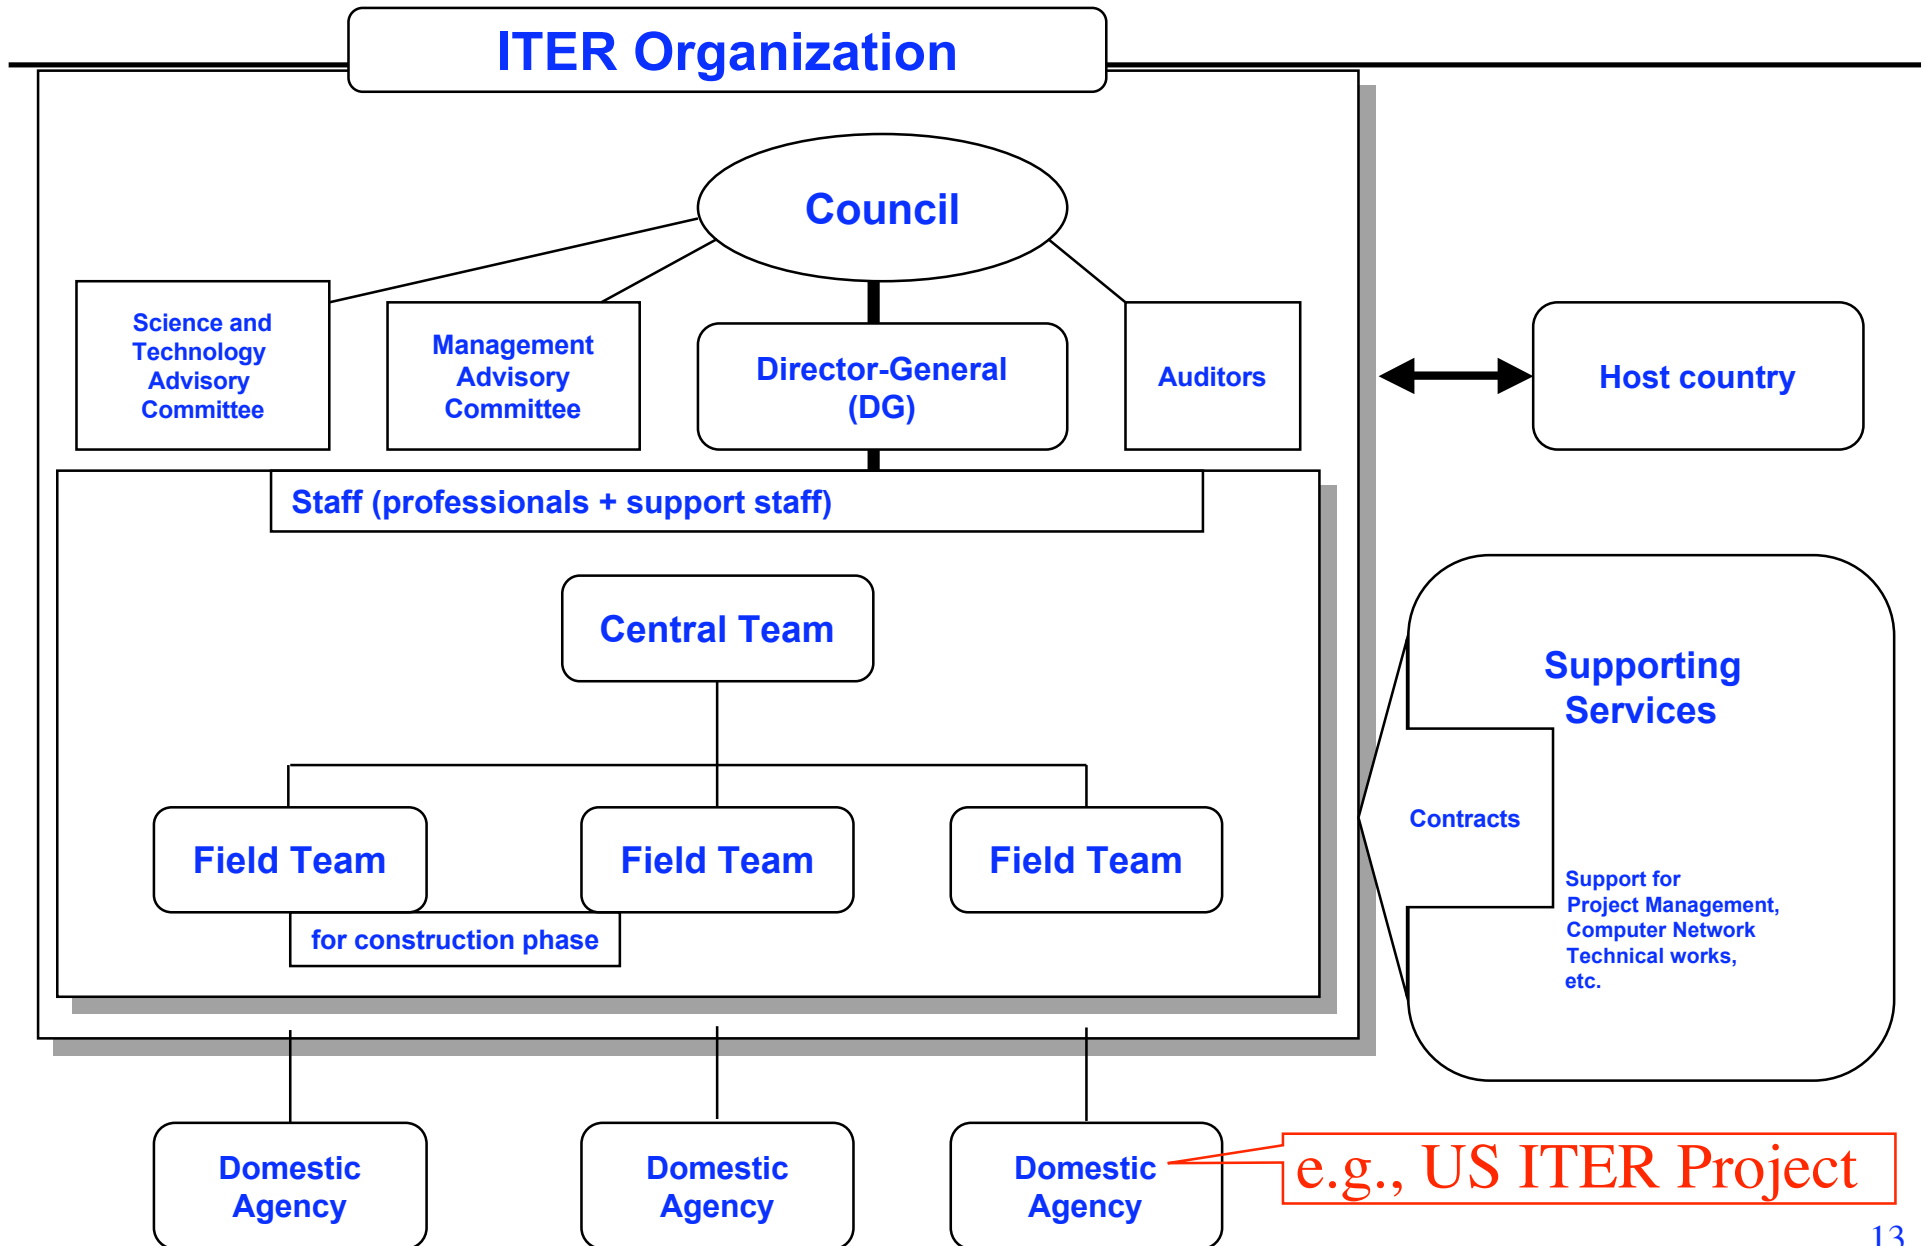 ITER Organization
Council
Science and
Technology
Advisory
Committee
Management
Advisory
Committee
Director-General
(DG)
Auditors
Host country
Staff (professionals + support staff)
Central Team
Supporting
Services
Contracts
Field Team
Field Team
Field Team
Support for
Project Management,
Computer Network
Technical works,
etc.
for construction phase
Domestic
Agency
Domestic
Agency
Domestic
Agency
e.g., US ITER Project
13